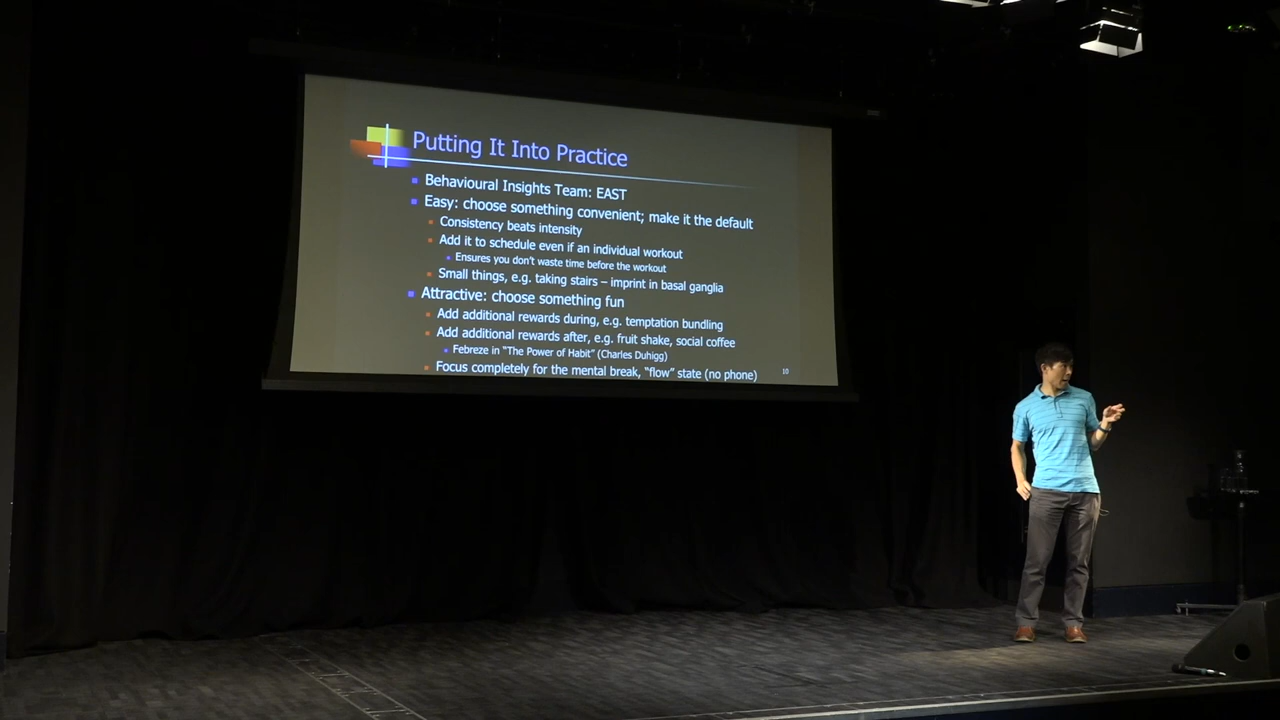 Putting It Into Practice
Behavioural Insights Team: EAST
Easy: choose something convenient; make it the default
Consistency beats intensity
Add it to schedule even if an individual workout
Ensures you don't waste time before the workout
Small things, e.g. taking stairs – imprint in basal ganglia
Attractive: choose something fun
Add additional rewards during, e.g. temptation bundling
Add additional rewards after, e.g. fruit shake, social coffee
Febreze in "The Power of Habit" (Charles Duhigg)
Focus completely for the mental break, "flow" state (no phone)
10